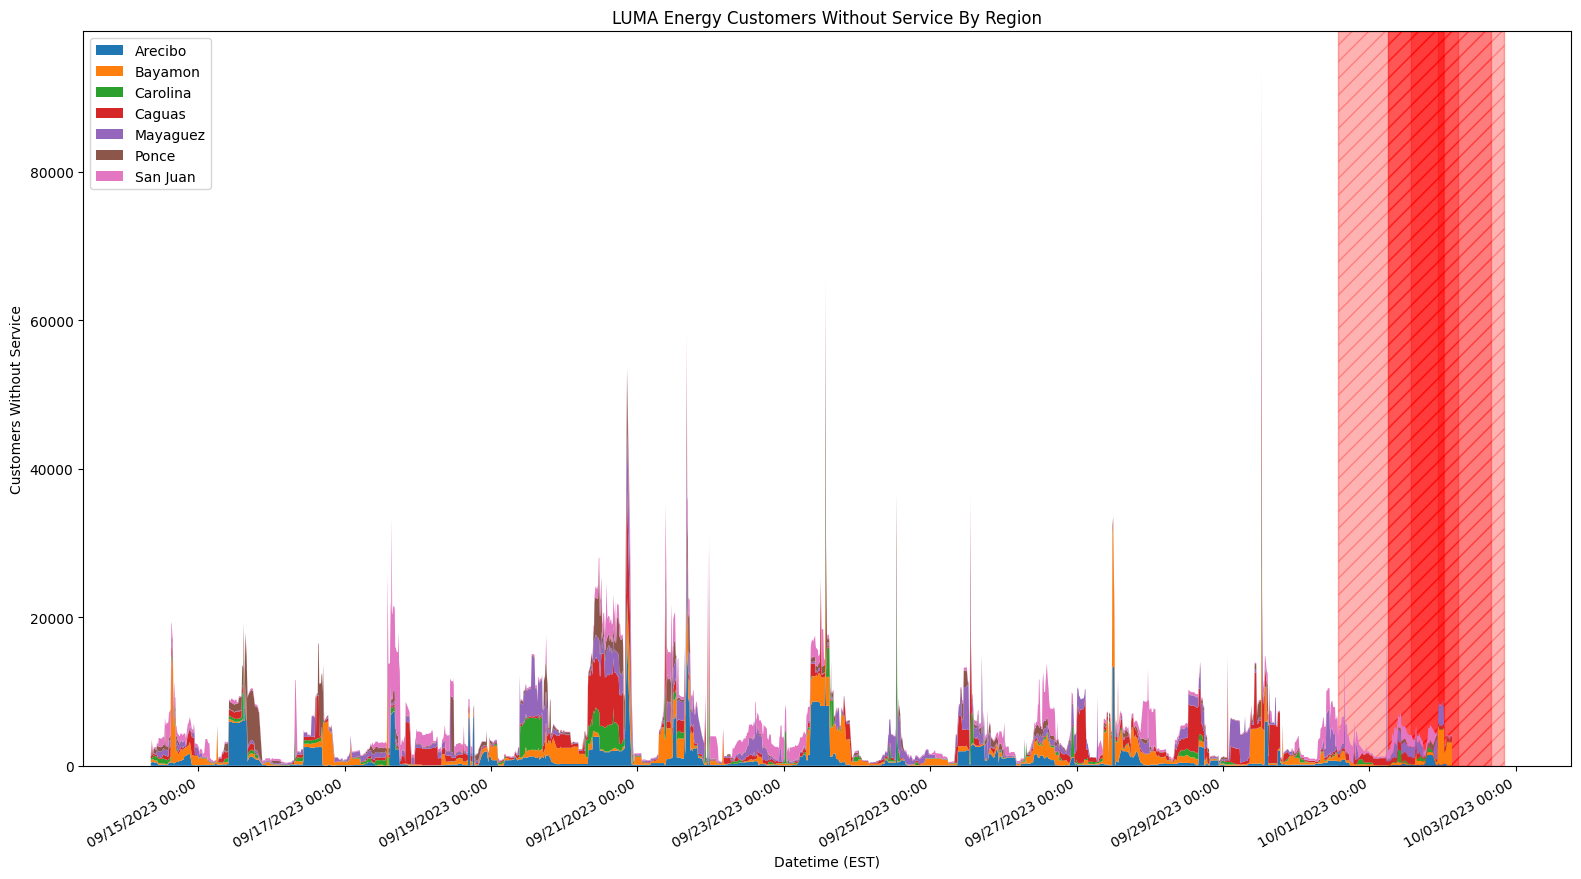 LUMA Energy Customers Without Service By Region
Arecibo
Bayamon
Carolina
Caguas
Mayaguez
Ponce
San Juan
Customers Without Service
80000
60000
40000
20000
0
09/15/2023 00:00
09/17/2023 00:00
09/19/2023 00:00
09/21/2023 00:00
09/23/2023 00:00
09/25/2023 00:00
09/27/2023 00:00
09/29/2023 00:00
10/01/2023 00:00
10/03/2023 00:00
Datetime (EST)